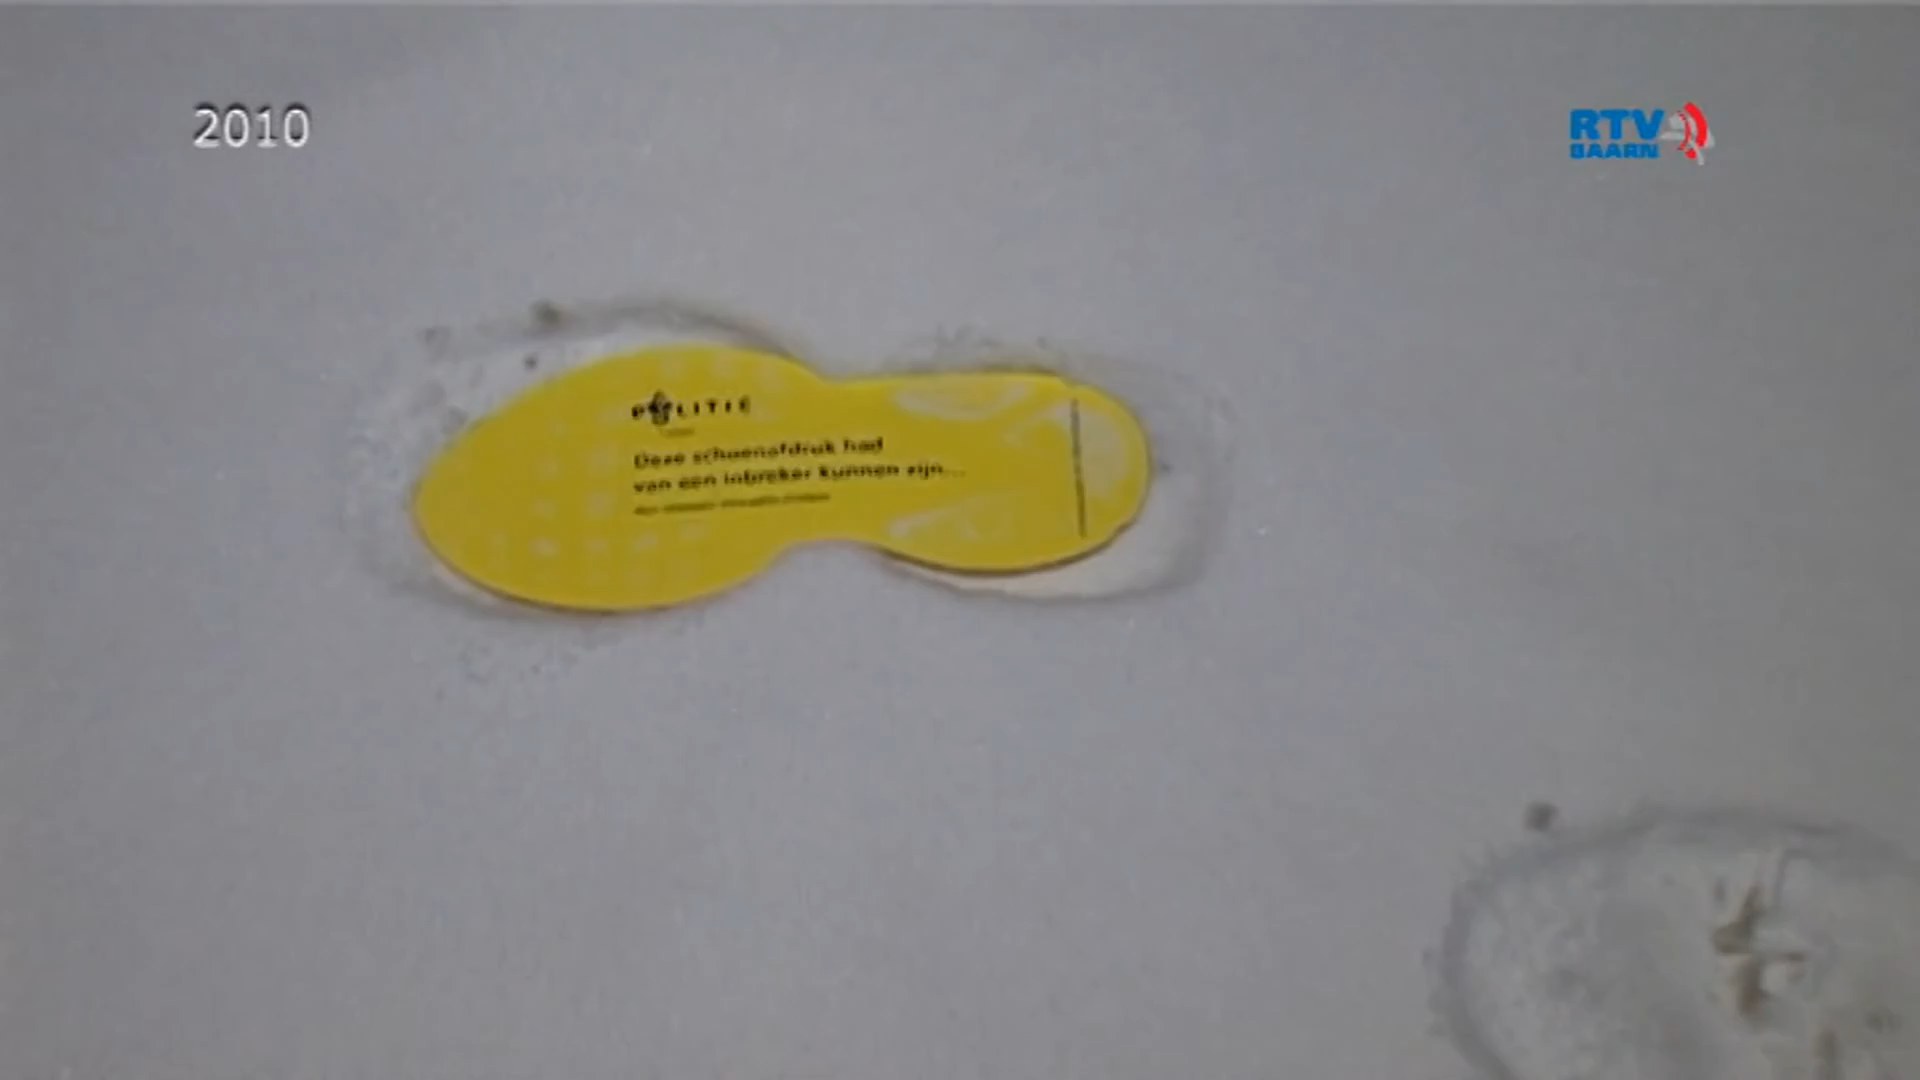 2010
RTV
BAARN
POLITIE
Deze schoenafdruk had
van een inbreker kunnen zijn...